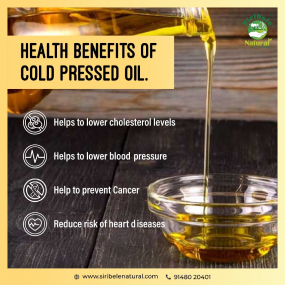 Natural
HEALTH BENEFITS OF
COLD PRESSED OIL.
Helps to lower cholesterol levels
Helps to lower blood pressure
Help to prevent Cancer
Reduce risk of heart diseases
www.siribelenatural.com 91480 20401